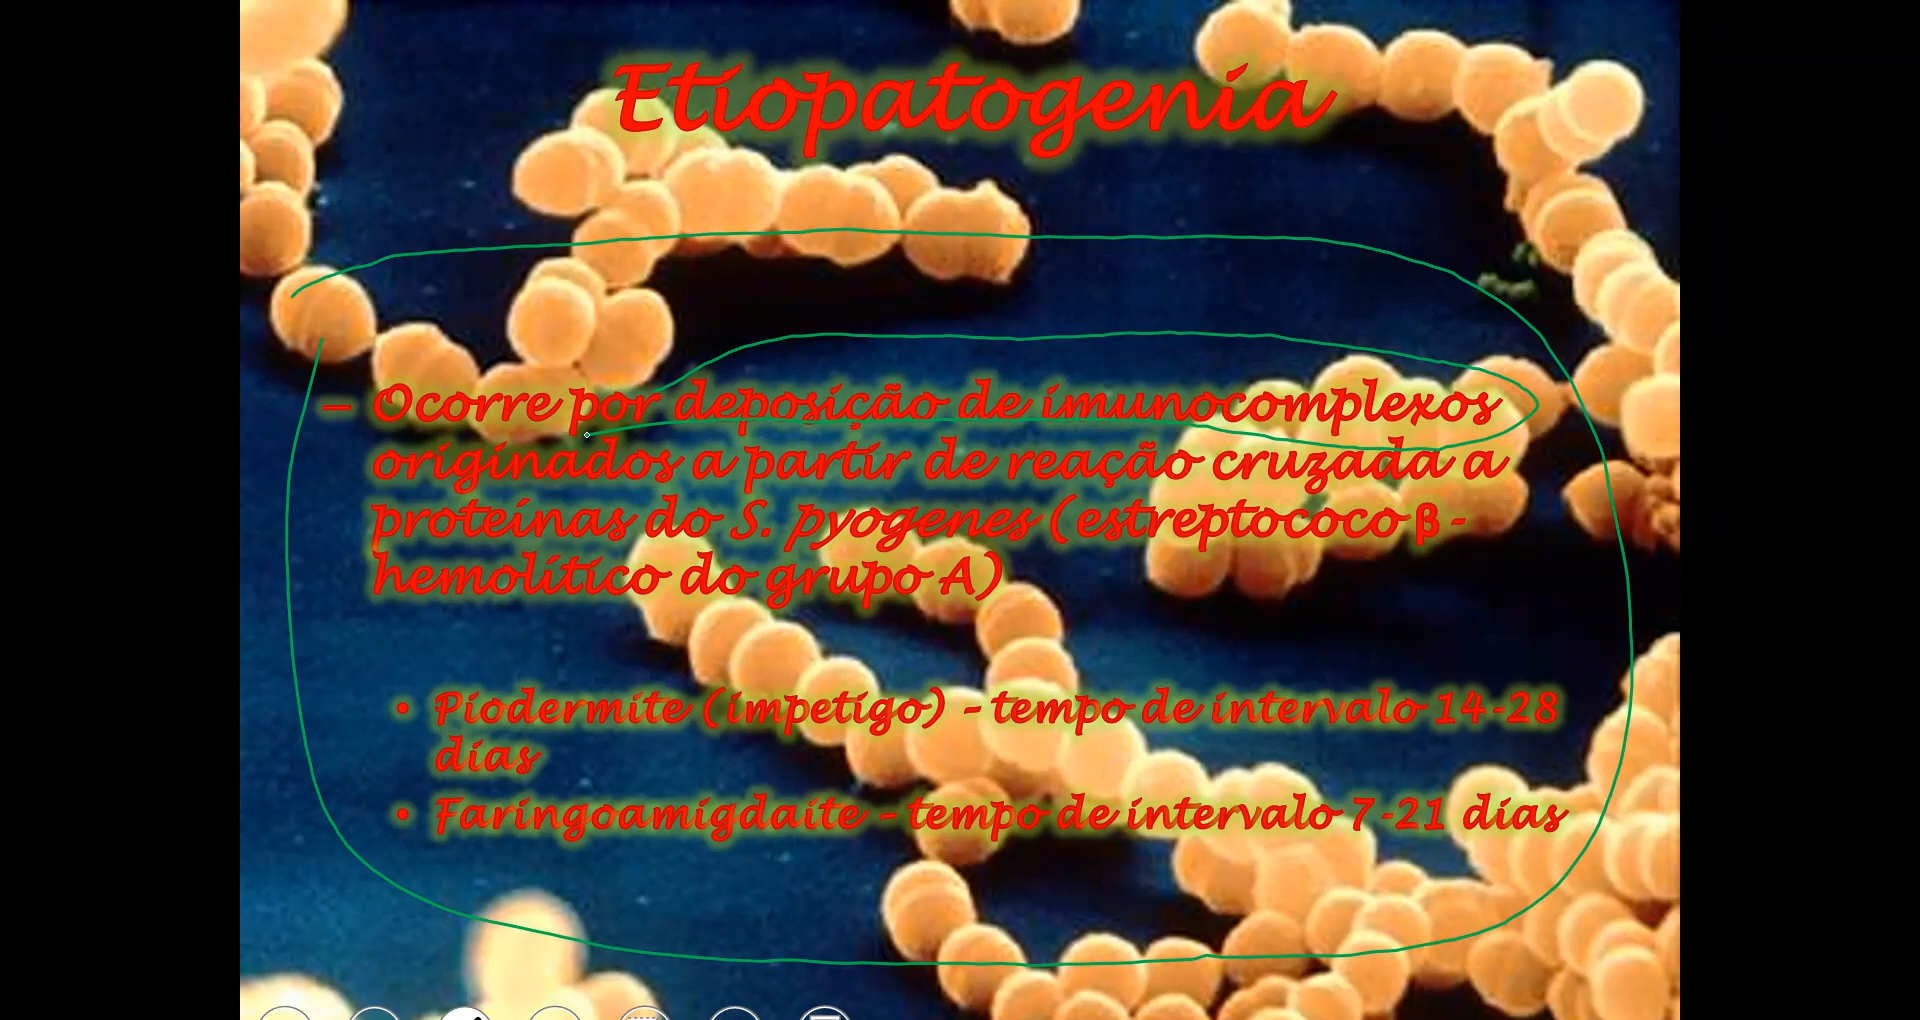 Etiopatogenia
– Ocorre por deposição de imunocomplexos
originados a partir de reação cruzada a
proteínas do S. pyogenes (estreptococo β-
hemolítico do grupo A)
• Piodermite (impetigo) – tempo de intervalo 14-28
dias
• Faringoamigdaite – tempo de intervalo 7-21 dias